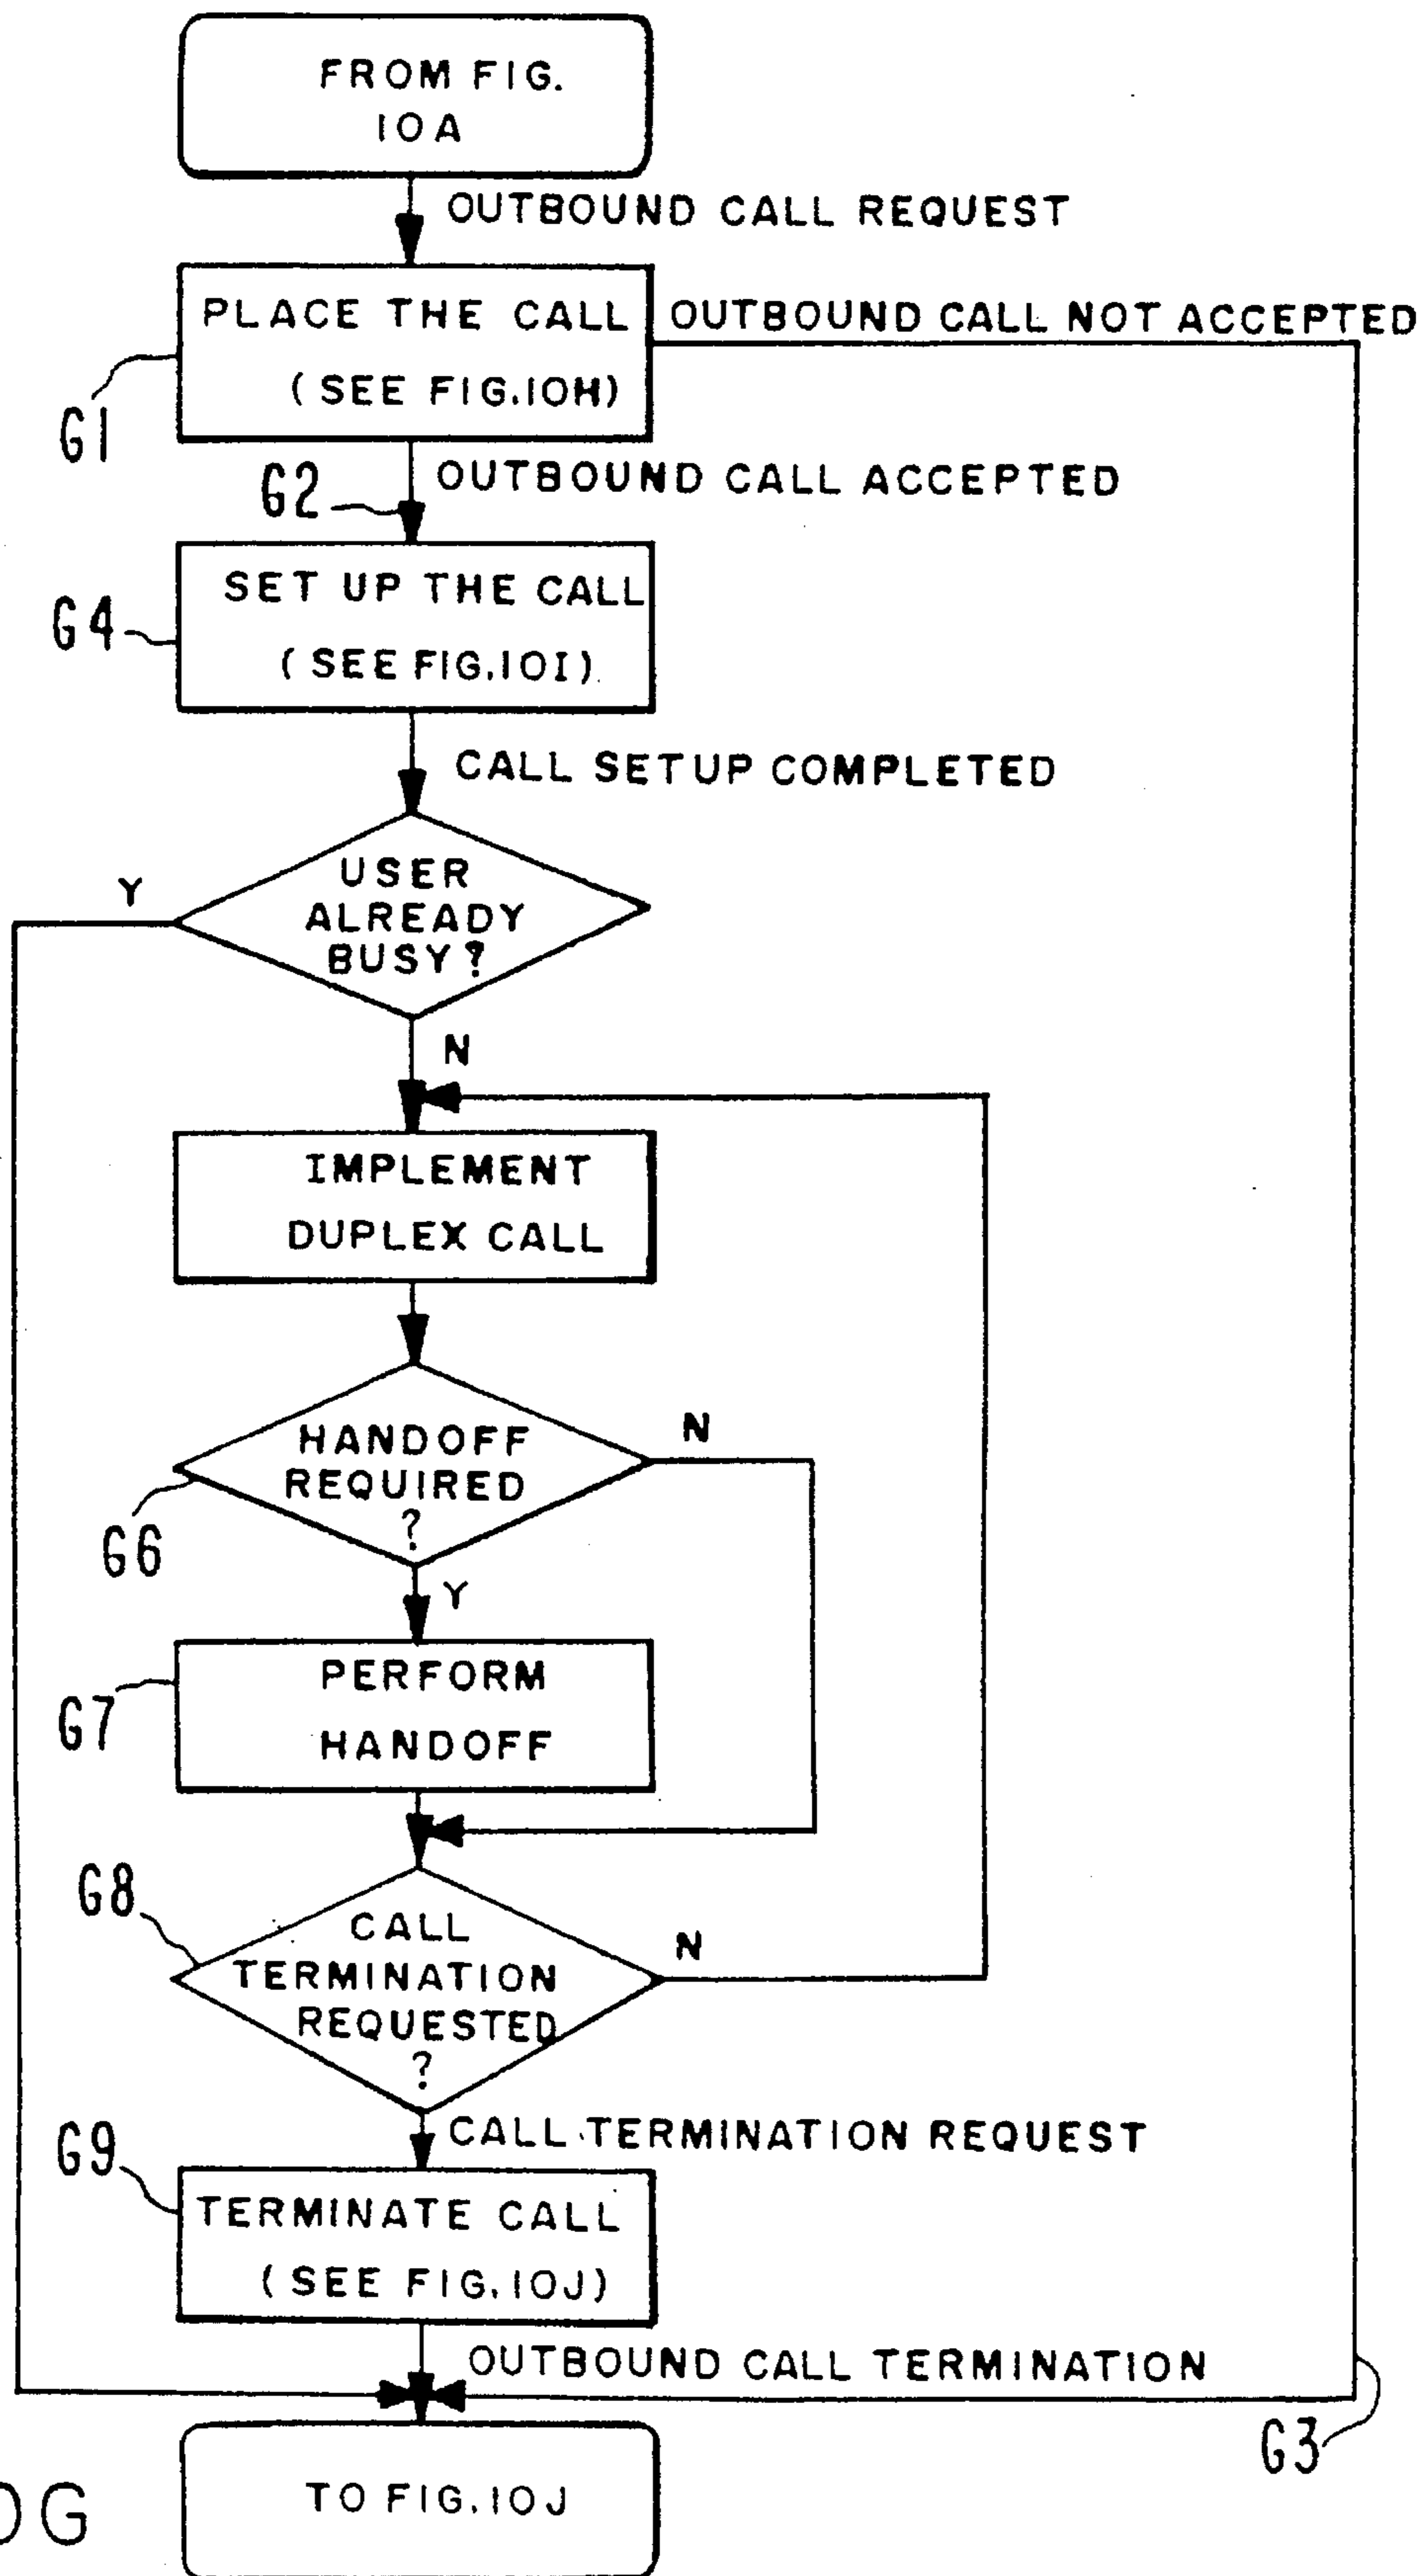 FROM FIG.
10A
OUTBOUND CALL REQUEST
PLACE THE CALL
(SEE FIG.10H)
OUTBOUND CALL NOT ACCEPTED
G1
G2
OUTBOUND CALL ACCEPTED
SET UP THE CALL
(SEE FIG.10I)
G4
CALL SETUP COMPLETED
USER
ALREADY
BUSY?
Y
N
IMPLEMENT
DUPLEX CALL
HANDOFF
REQUIRED
?
N
G6
Y
PERFORM
HANDOFF
G7
G8
CALL
TERMINATION
REQUESTED
?
N
CALL TERMINATION REQUEST
G9
TERMINATE CALL
(SEE FIG.10J)
OUTBOUND CALL TERMINATION
G3
TO FIG.10J
0G